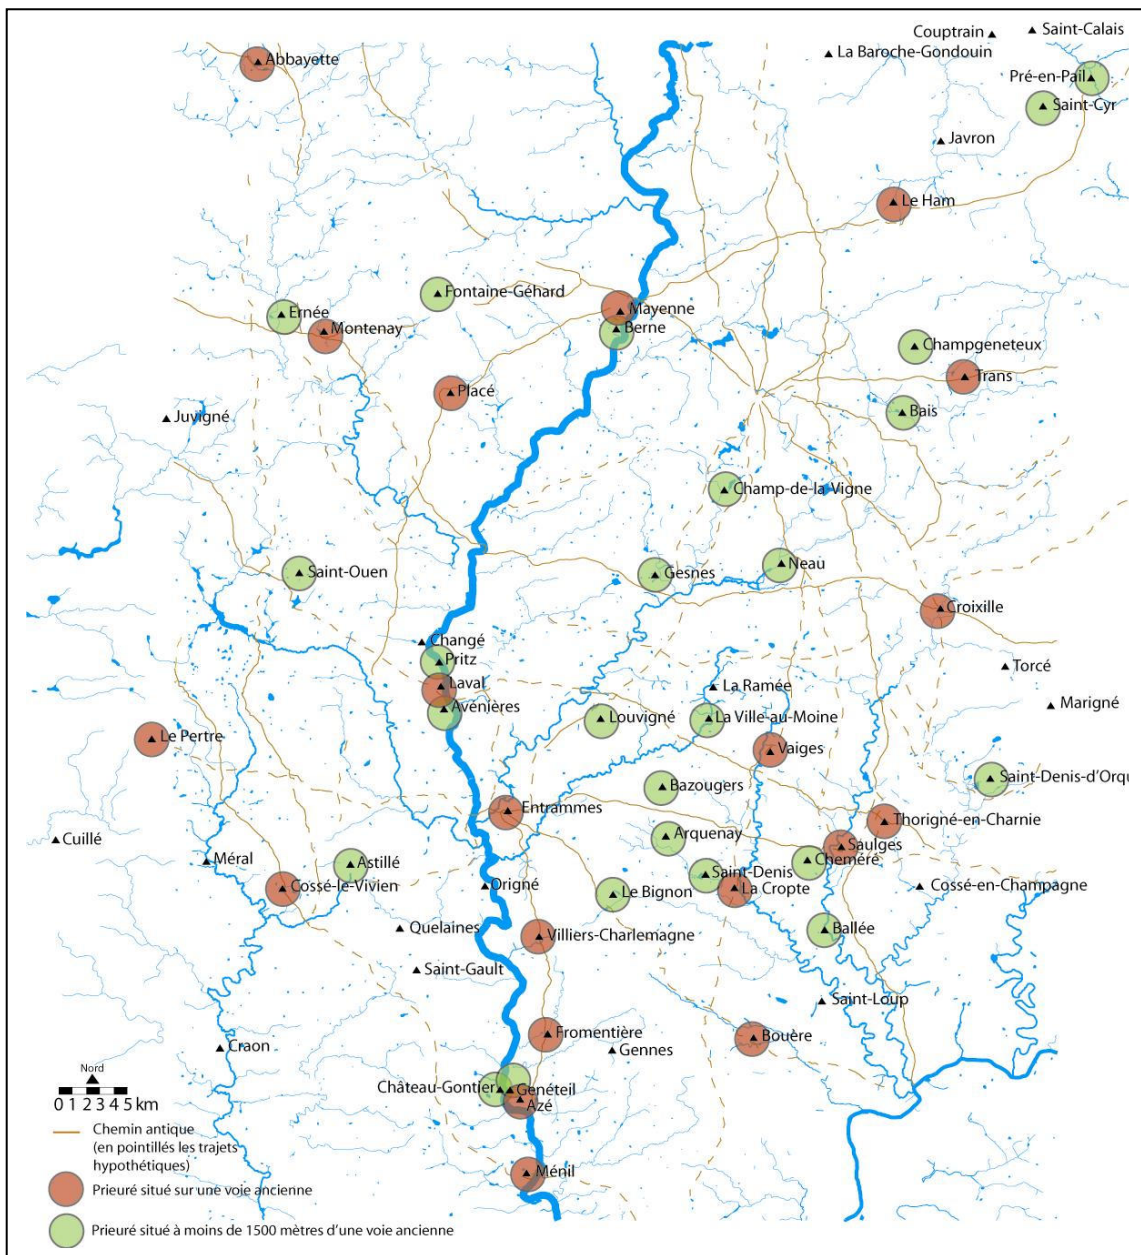 Couptrain
Saint-Calais
La Baroche-Gondouin
Abbayette
Pré-en-Pail
Saint-Cyr
Javron
Le Ham
Fontaine-Géhard
Ernée
Mayenne
Montenay
Berne
Champgeneteux
Trans
Placé
Bais
Juvigné
Champ-de-la-Vigne
Saint-Ouen
Gesnes
Neau
Croixille
Changé
Pritz
Torcé
Laval
La Ramée
Avénières
Marigné
Louvigné
La Ville-au-Moine
Le Pertre
Vaiges
Saint-Denis-d'Orqu
Bazougers
Entrammes
Thorigné-en-Charnie
Cuillé
Arquenay
Saulges
Méral
Astillé
Cheméré
Saint-Denis
Cossé-le-Vivien
Origné
Le Bignon
La Cropte
Cossé-en-Champagne
Quelaines
Villiers-Charlemagne
Ballée
Saint-Gault
Saint-Loup
Fromentière
Bouère
Craon
Gennes
Nord
Château-Gontier
Genéteil
0 1 2 3 4 5 km
Azé
Chemin antique
(en pointillés les trajets
hypothétiques)
Ménil
Prieuré situé sur une voie ancienne
Prieuré situé à moins de 1500 mètres d'une voie ancienne